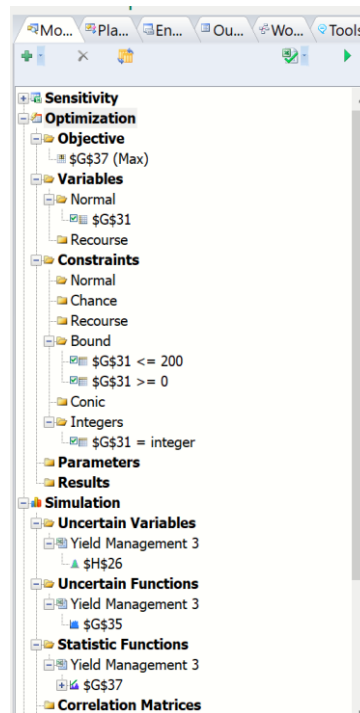 Mo... Pla... En... Ou... Wo... Tools
Sensitivity
Optimization
Objective
$G$37 (Max)
Variables
Normal
$G$31
Recourse
Constraints
Normal
Chance
Recourse
Bound
$G$31 <= 200
$G$31 >= 0
Conic
Integers
$G$31 = integer
Parameters
Results
Simulation
Uncertain Variables
Yield Management 3
$H$26
Uncertain Functions
Yield Management 3
$G$35
Statistic Functions
Yield Management 3
$G$37
Correlation Matrices